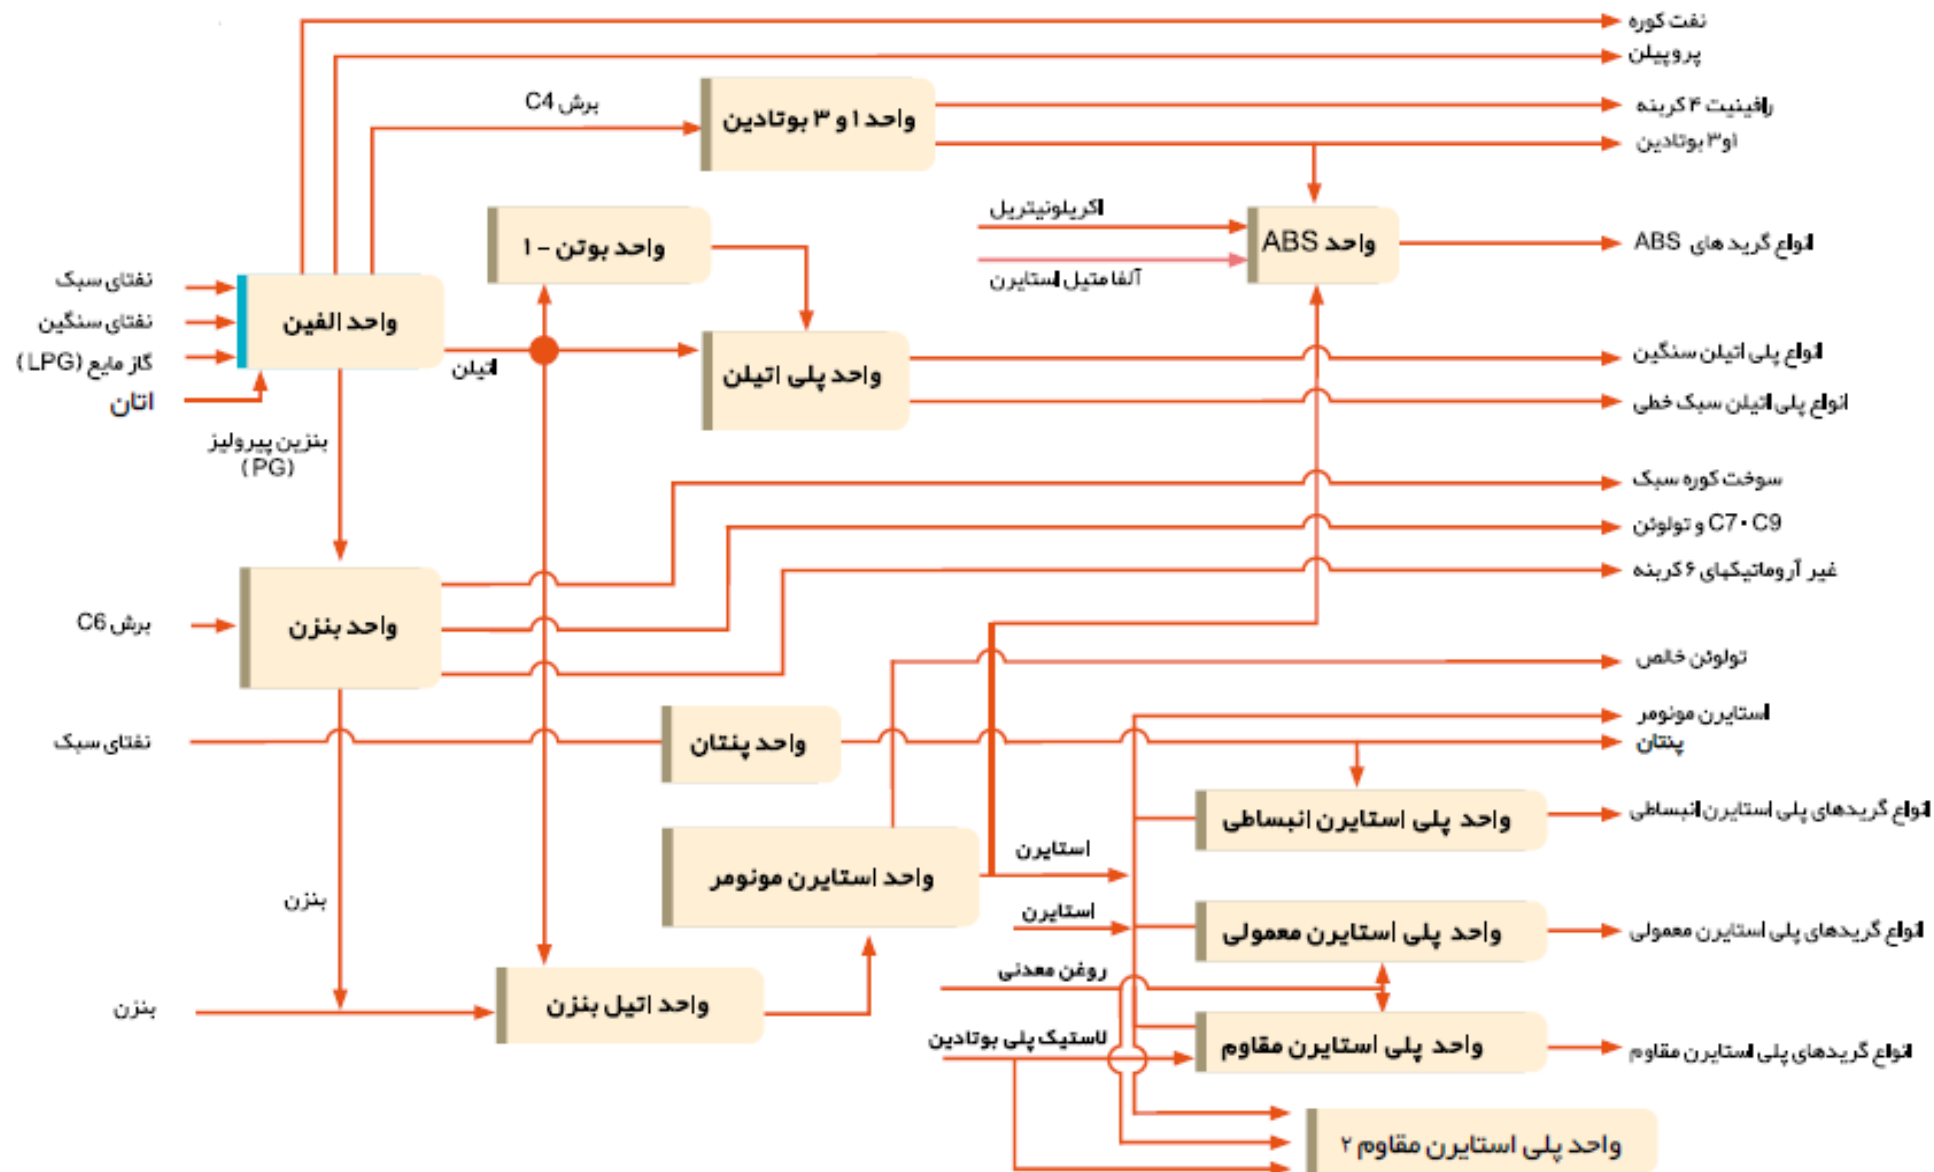 نفت کوره
پروپیلن
برش C4
واحد ۱ و ۳ بوتادین
رافینیت ۴ کربنه
۱و۳ بوتادین
اکریلونیتریل
آلفا متیل استایرن
واحد ABS
انواع گرید های ABS
واحد بوتن - ۱
نفتای سبک
نفتای سنگین
گاز مایع (LPG)
اتان
واحد الفین
اتیلن
واحد پلی اتیلن
انواع پلی اتیلن سنگین
انواع پلی اتیلن سبک خطی
بنزین پیرولیز
(PG)
سوخت کوره سبک
C7٠C9 و تولوئن
غیر آروماتیکهای ۶ کربنه
برش C6
واحد بنزن
تولوئن خالص
استایرن مونومر
پنتان
نفتای سبک
واحد پنتان
واحد پلی استایرن انبساطی
انواع گریدهای پلی استایرن انبساطی
واحد استایرن مونومر
استایرن
استایرن
واحد پلی استایرن معمولی
انواع گریدهای پلی استایرن معمولی
بنزن
روغن معدنی
بنزن
واحد اتیل بنزن
لاستیک پلی بوتادین
واحد پلی استایرن مقاوم
انواع گریدهای پلی استایرن مقاوم
واحد پلی استایرن مقاوم ۲